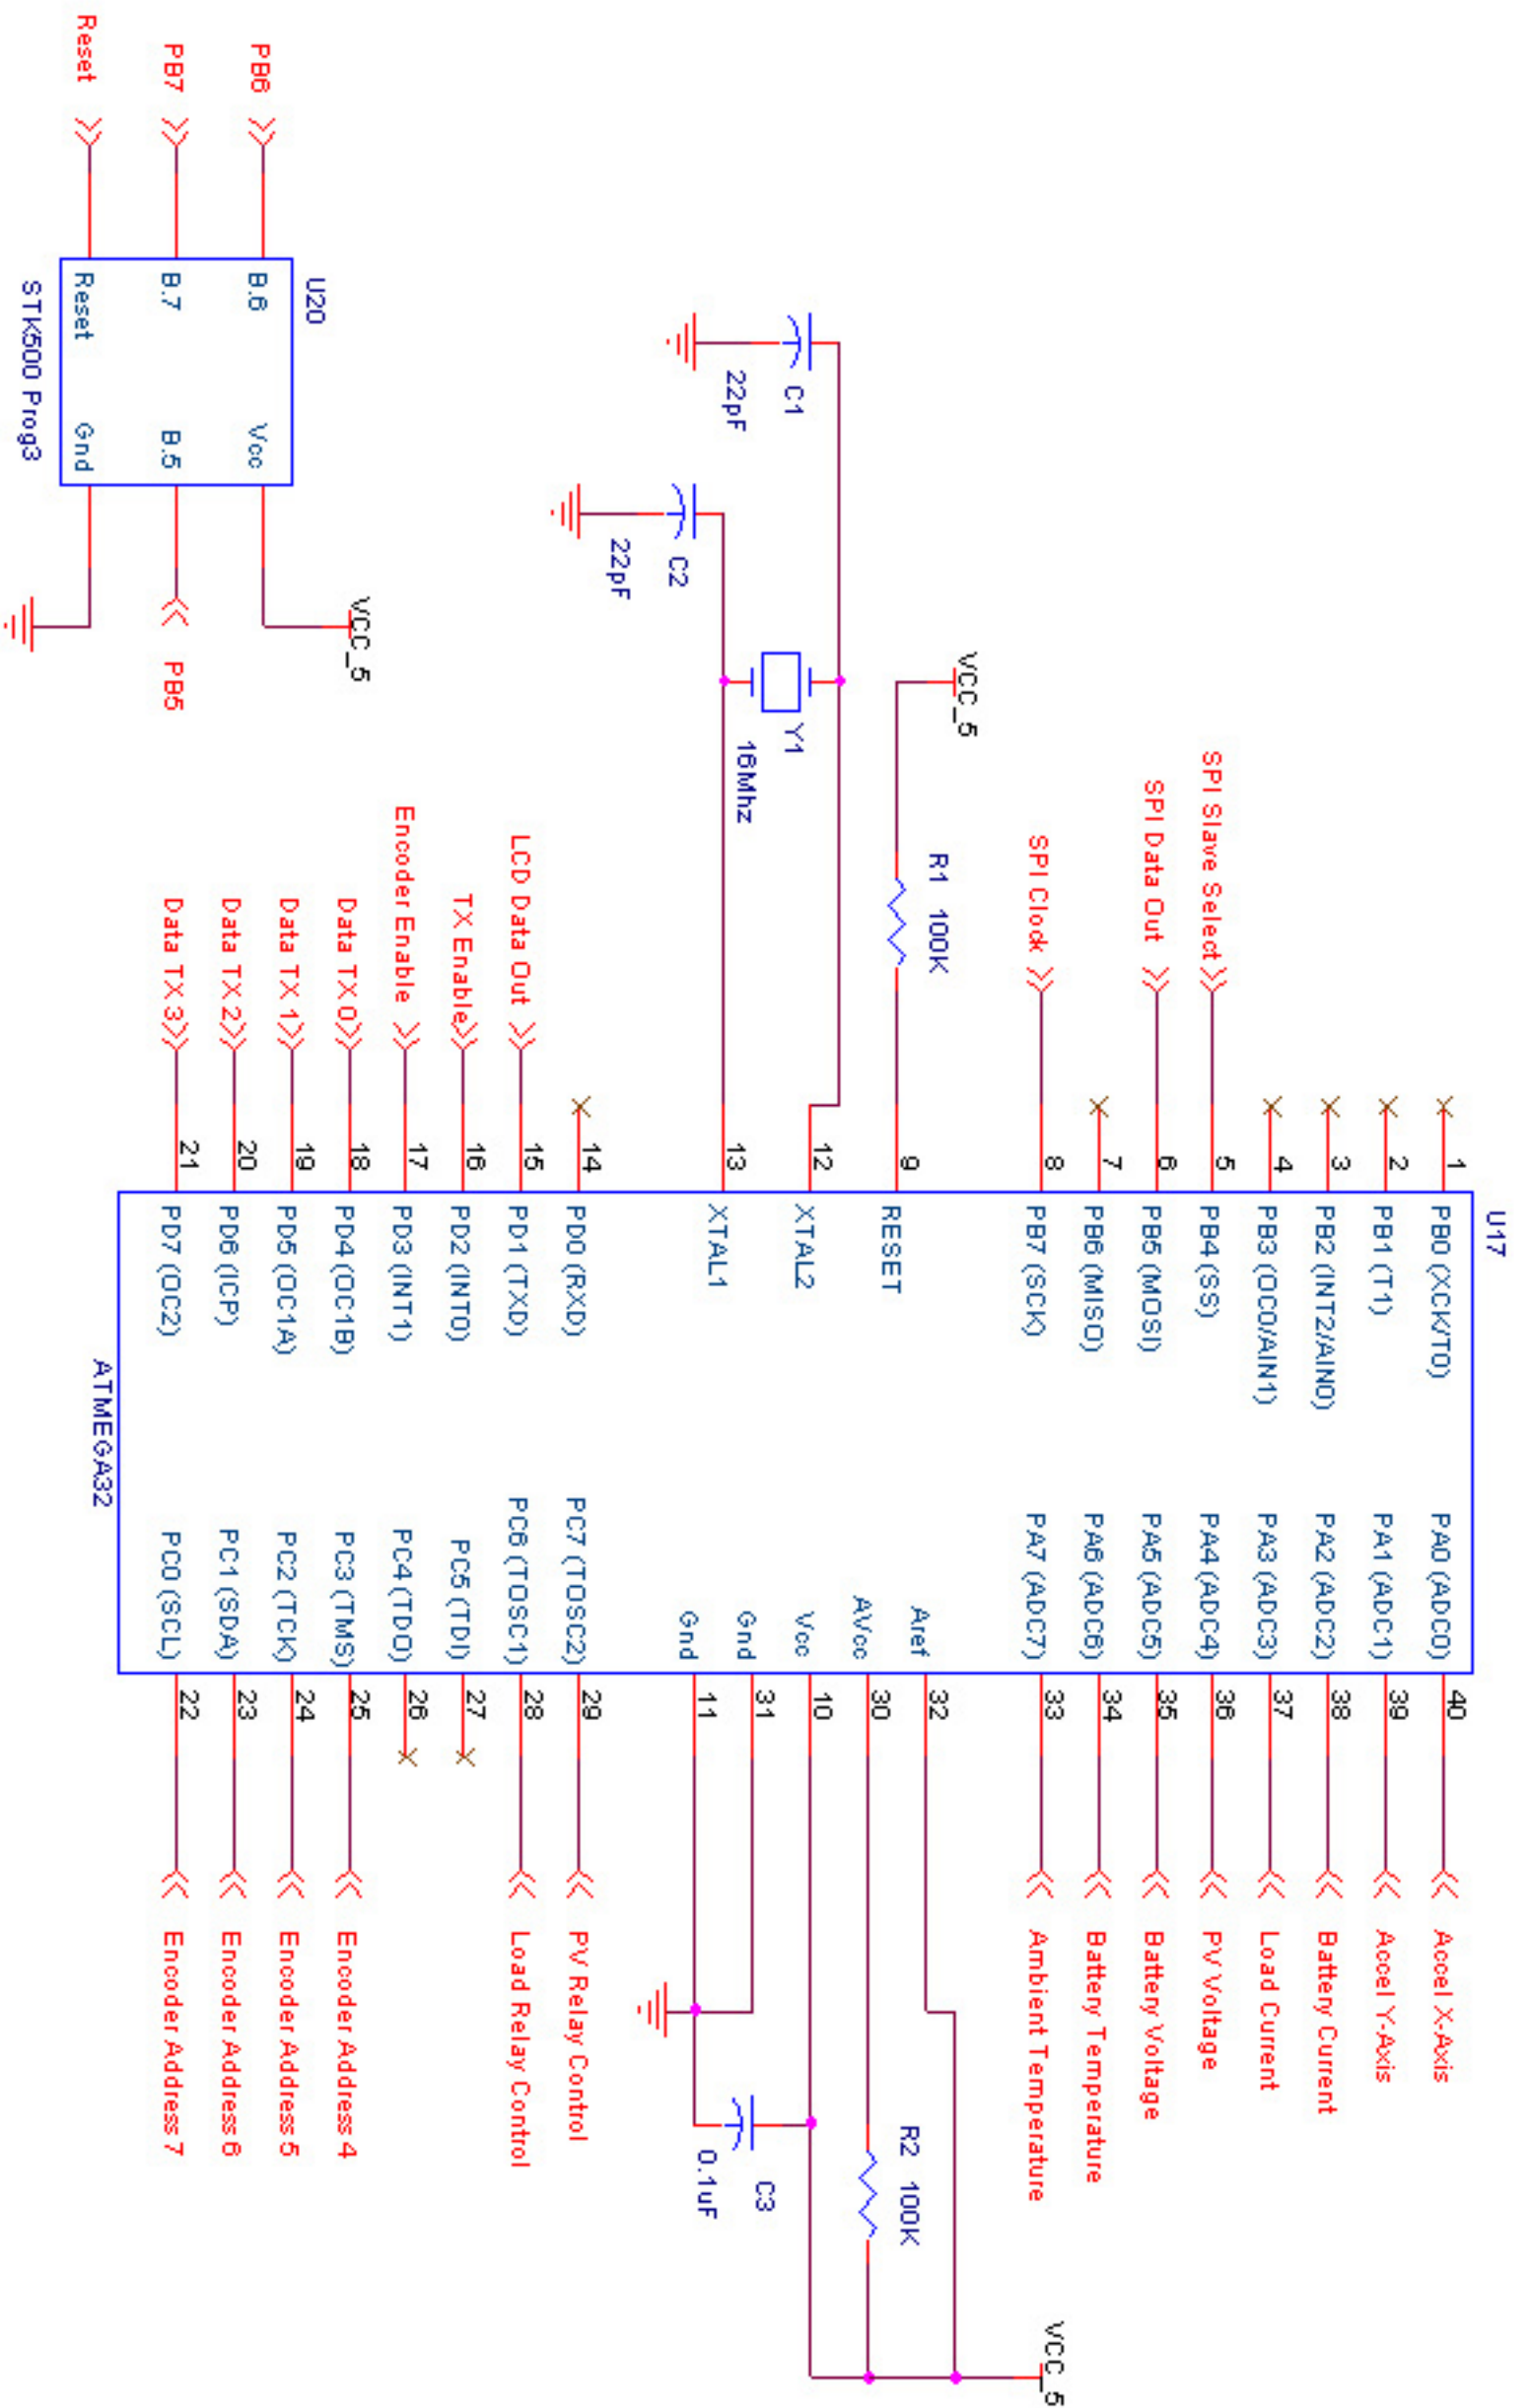 U17
1 PB0 (XCK/T0) PA0 (ADC0) 40 Accel X-Axis
2 PB1 (T1) PA1 (ADC1) 39 Accel Y-Axis
3 PB2 (INT2/AIN0) PA2 (ADC2) 38 Battery Current
4 PB3 (OC0/AIN1) PA3 (ADC3) 37 Load Current
SPI Slave Select 5 PB4 (SS) PA4 (ADC4) 36 PV Voltage
SPI Data Out 6 PB5 (MOSI) PA5 (ADC5) 35 Battery Voltage
7 PB6 (MISO) PA6 (ADC6) 34 Battery Temperature
SPI Clock 8 PB7 (SCK) PA7 (ADC7) 33 Ambient Temperature
VCC_5
VCC_5
R1 100K
9 RESET
Aref 32
AVcc 30
R2 100K
12 XTAL2
Vcc 10
C1
22pF
Y1
16Mhz
Gnd 31
C3
0.1uF
13 XTAL1
Gnd 11
C2
22pF
14 PD0 (RXD) PC7 (TOSC2) 29 PV Relay Control
LCD Data Out 15 PD1 (TXD) PC6 (TOSC1) 28 Load Relay Control
TX Enable 16 PD2 (INT0) PC5 (TDI) 27
Encoder Enable 17 PD3 (INT1) PC4 (TDO) 26
Data TX 0 18 PD4 (OC1B) PC3 (TMS) 25 Encoder Address 4
Data TX 1 19 PD5 (OC1A) PC2 (TCK) 24 Encoder Address 5
Data TX 2 20 PD6 (ICP) PC1 (SDA) 23 Encoder Address 6
Data TX 3 21 PD7 (OC2) PC0 (SCL) 22 Encoder Address 7
ATMEGA32
VCC_5
U20
PB6 B.6 Vcc
PB7 B.7 B.5 PB5
Reset Reset Gnd
STK500 Prog3